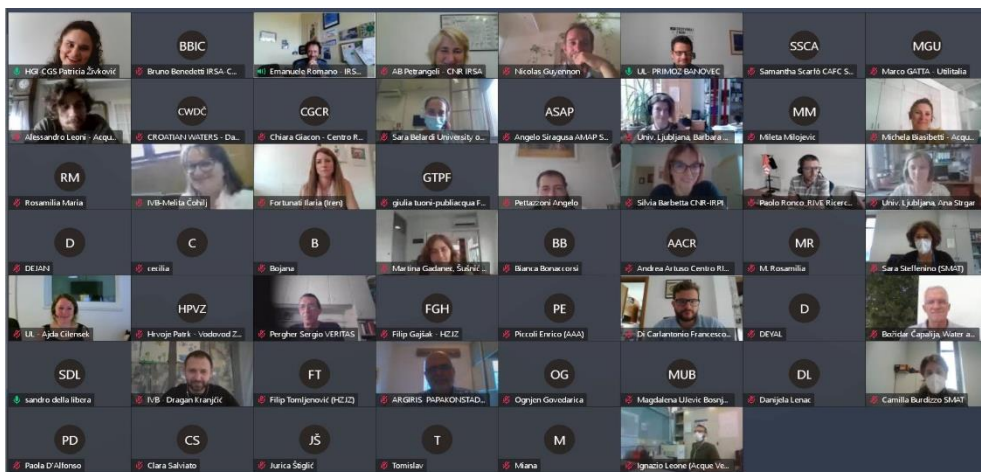 HGI-CGS Patricia Živković
BBIC
Bruno Benedetti IRSA-C...
Emanuele Romano - IRS...
AB Petrangeli - CNR IRSA
Nicolas Guyennon
UL- PRIMOZ BANOVEC
SSCA
Samantha Scarfò CAFC S...
MGU
Marco GATTA - Utilitalia
Alessandro Leoni - Acqu...
CWDČ
CROATIAN WATERS - Da...
CGCR
Chiara Giacon - Centro R...
Sara Belardi University o...
ASAP
Angelo Siragusa AMAP S...
Univ. Ljubljana, Barbara ...
MM
Mileta Milojevic
Michela Biasibetti - Acqu...
RM
Rosamilia Maria
IVB-Melita Čohilj
Fortunati Ilaria (Iren)
GTPF
giulia tuoni-publiacqua F...
Pettazzoni Angelo
Silvia Barbetta CNR-IRPI
Paolo Ronco_RIVE Ricerc...
Univ. Ljubljana, Ana Strgar
D
DEJAN
C
cecilia
B
Bojana
Martina Gadanec, Šušnić ...
BB
Bianca Bonaccorsi
AACR
Andrea Artuso Centro RI...
MR
M. Rosamilia
Sara Steffenino (SMAT)
UL - Ajda Cilensek
HPVZ
Hrvoje Patrk - Vodovod Z...
Pergher Sergio VERITAS
FGH
Filip Gajšak - HZJZ
PE
Piccoli Enrico (AAA)
Di Carlantonio Francesco...
D
DEYAL
Božidar Čapalija, Water a...
SDL
sandro della libera
IVB - Dragan Kranjčić
FT
Filip Tomljenović (HZJZ)
ARGIRIS PAPAKONSTAD...
OG
Ognjen Govedarica
MUB
Magdalena Ujević Bosnj...
DL
Danijela Lenac
Camilla Burdizzo SMAT
PD
Paola D'Alfonso
CS
Clara Salviato
JŠ
Jurica Štiglić
T
Tomislav
M
Miana
Ignazio Leone (Acque Ve...